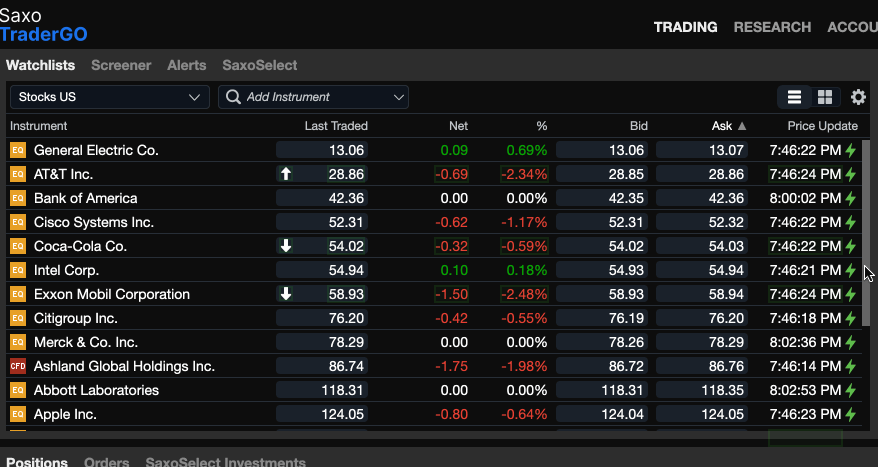 Saxo
TraderGO
TRADING RESEARCH ACCOU
Watchlists Screener Alerts SaxoSelect
Stocks US Add Instrument
Instrument Last Traded Net % Bid Ask ▲ Price Update
EQ General Electric Co. 13.06 0.09 0.69% 13.06 13.07 7:46:22 PM
EQ AT&T Inc. 28.86 -0.69 -2.34% 28.85 28.86 7:46:24 PM
EQ Bank of America 42.36 0.00 0.00% 42.35 42.36 8:00:02 PM
EQ Cisco Systems Inc. 52.31 -0.62 -1.17% 52.31 52.32 7:46:22 PM
EQ Coca-Cola Co. 54.02 -0.32 -0.59% 54.02 54.03 7:46:22 PM
EQ Intel Corp. 54.94 0.10 0.18% 54.93 54.94 7:46:21 PM
EQ Exxon Mobil Corporation 58.93 -1.50 -2.48% 58.93 58.94 7:46:24 PM
EQ Citigroup Inc. 76.20 -0.42 -0.55% 76.19 76.20 7:46:18 PM
EQ Merck & Co. Inc. 78.29 0.00 0.00% 78.26 78.29 8:02:36 PM
CFD Ashland Global Holdings Inc. 86.74 -1.75 -1.98% 86.72 86.76 7:46:14 PM
EQ Abbott Laboratories 118.31 0.00 0.00% 118.31 118.35 8:02:53 PM
EQ Apple Inc. 124.05 -0.80 -0.64% 124.04 124.05 7:46:23 PM
Positions Orders SaxoSelect Investments